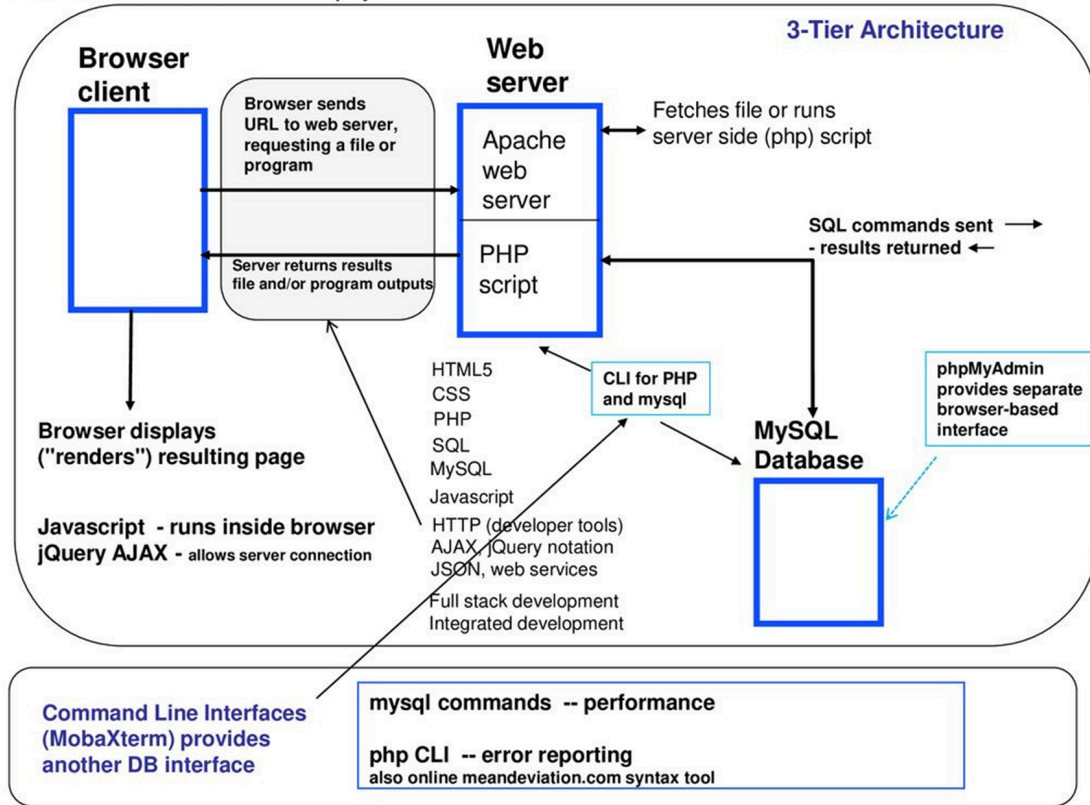 3-Tier Architecture
Browser
client
Web
server
Browser sends
URL to web server,
requesting a file or
program
Server returns results
file and/or program outputs
Apache
web
server
PHP
script
Fetches file or runs
server side (php) script
SQL commands sent
- results returned
Browser displays
("renders") resulting page
Javascript - runs inside browser
jQuery AJAX - allows server connection
HTML5
CSS
PHP
SQL
MySQL
Javascript
HTTP (developer tools)
AJAX, jQuery notation
JSON, web services
Full stack development
Integrated development
CLI for PHP
and mysql
MySQL
Database
phpMyAdmin
provides separate
browser-based
interface
Command Line Interfaces
(MobaXterm) provides
another DB interface
mysql commands -- performance
php CLI -- error reporting
also online meandeviation.com syntax tool